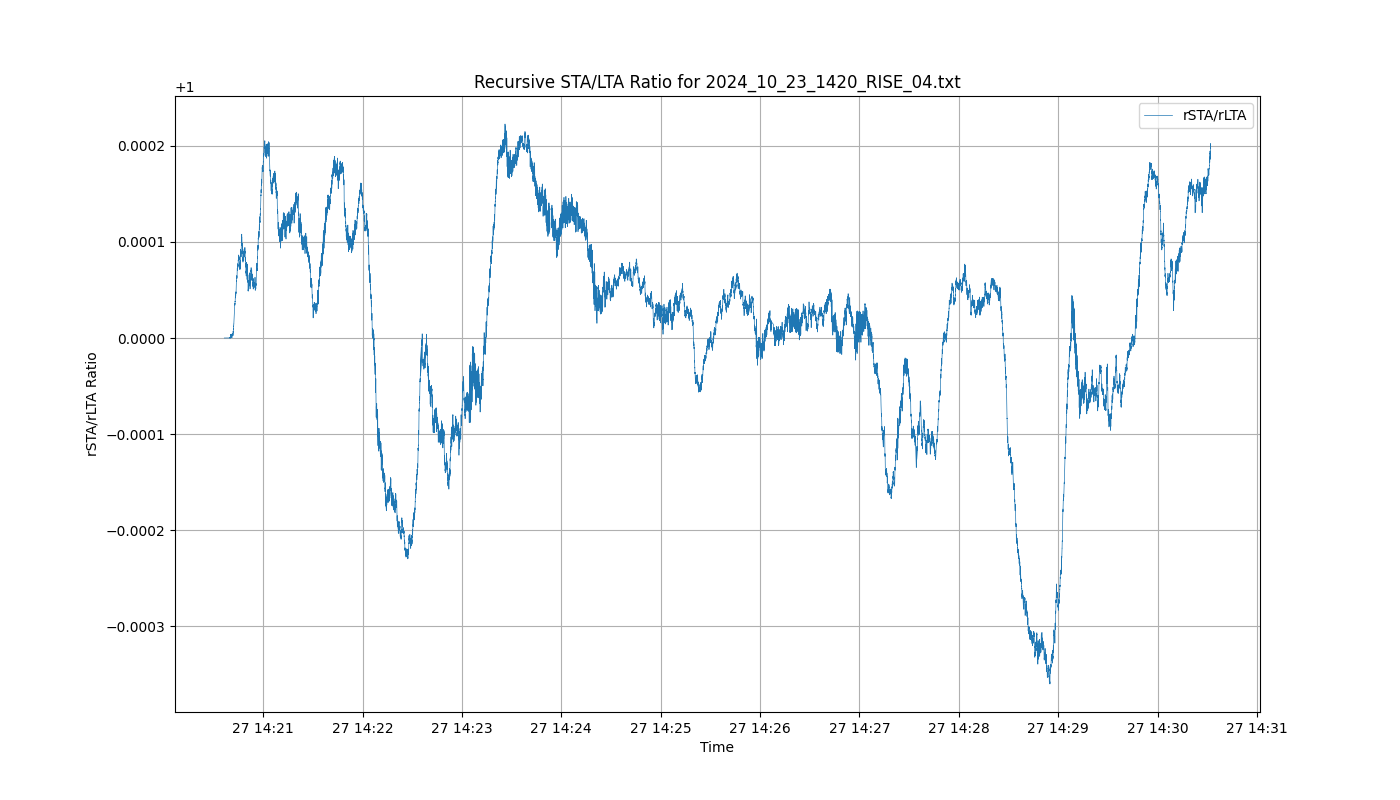 Recursive STA/LTA Ratio for 2024_10_23_1420_RISE_04.txt
+1
rSTA/rLTA
0.0002
0.0001
0.0000
−0.0001
−0.0002
−0.0003
rSTA/rLTA Ratio
27 14:21 27 14:22 27 14:23 27 14:24 27 14:25 27 14:26 27 14:27 27 14:28 27 14:29 27 14:30 27 14:31
Time